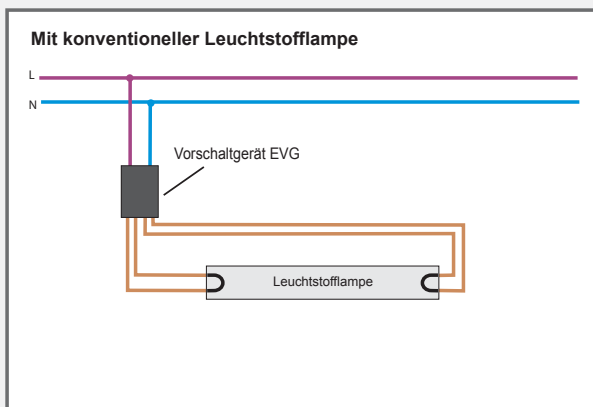 Mit konventioneller Leuchtstofflampe
L
N
Vorschaltgerät EVG
Leuchtstofflampe